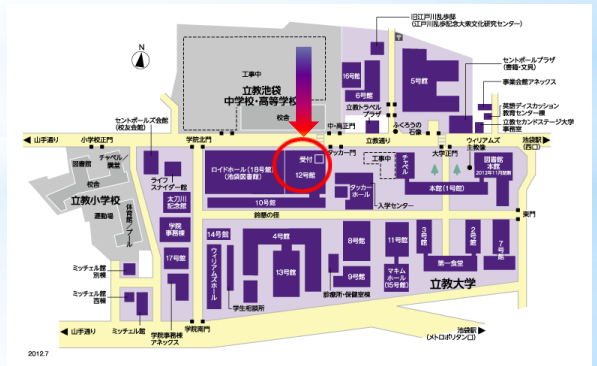 旧江戸川乱歩邸
(江戸川乱歩記念大衆文化研究センター)
N
工事中
立教池袋
中学校・高等学校
校舎
16号館
6号館
5号館
立教トラベル
プラザ
ふくろうの
石像
セントポールプラザ
(書籍・文具)
事業会館アネックス
英語ディスカッション
教育センター棟
立教セカンドステージ大学
事務室
セントポールズ会館
(校友会館)
山手通り
小学校正門
学院北門
中・高正門
立教通り
大学正門
ウィリアムズ
主教像
池袋駅
(西口)
図書館
チャペル/
講堂
校舎
立教小学校
運動場
体育館/プール
ライフ
スナイダー館
太刀川
記念館
学院
事務棟
17号館
ロイドホール(18号館)
(池袋図書館)
受付
12号館
タッカー門
工事中
チャペル
タッカー
ホール
入学センター
本館(1号館)
図書館
本館
2012年11月閉館
10号館
鈴懸の径
東門
14号館
ウィリアムズホール
4号館
13号館
8号館
9号館
11号館
マキム
ホール
(15号館)
3号館
2号館
7号館
第一食堂
立教大学
学生相談所
診療所・保健室棟
ミッチェル館
別棟
ミッチェル館
西棟
ミッチェル館
学院事務棟
アネックス
学院南門
山手通り
池袋駅
(メトロポリタン口)
2012.7